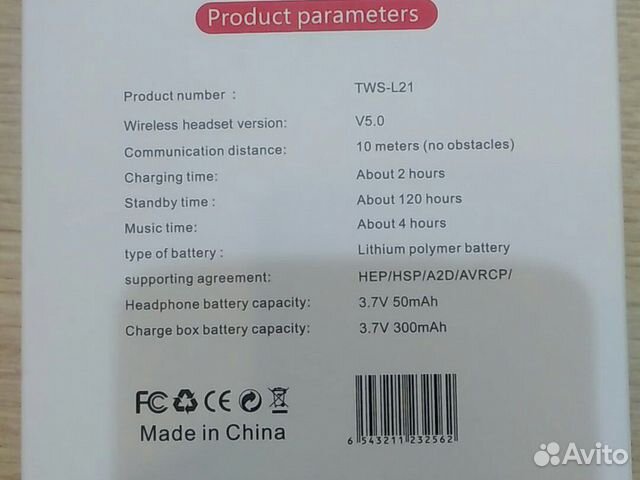 Product parameters
Product number : TWS-L21
Wireless headset version: V5.0
Communication distance: 10 meters (no obstacles)
Charging time: About 2 hours
Standby time : About 120 hours
Music time: About 4 hours
type of battery : Lithium polymer battery
supporting agreement: HEP/HSP/A2D/AVRCP/
Headphone battery capacity: 3.7V 50mAh
Charge box battery capacity: 3.7V 300mAh
FC CE
Made in China
6 543211 232562
Avito